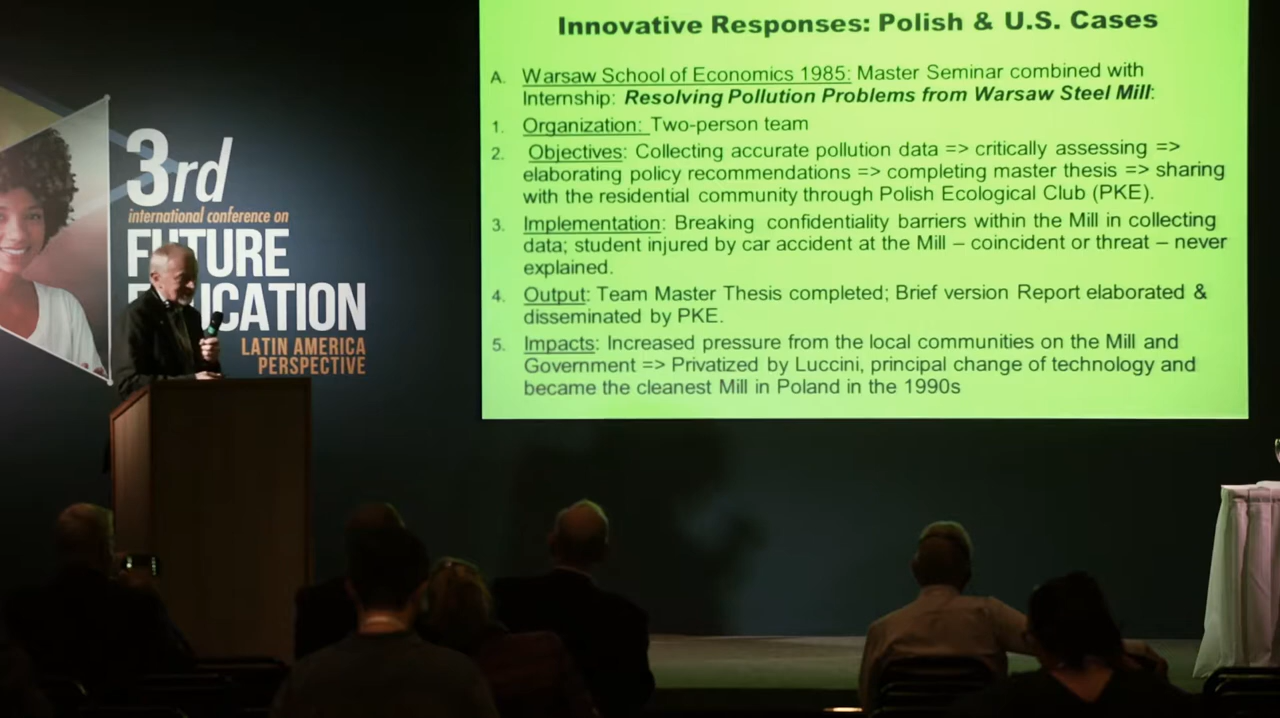 3rd
international conference on
FUTURE
UCATION
LATIN AMERICA
PERSPECTIVE
Innovative Responses: Polish & U.S. Cases
A. Warsaw School of Economics 1985: Master Seminar combined with
Internship: Resolving Pollution Problems from Warsaw Steel Mill:
1. Organization: Two-person team
2. Objectives: Collecting accurate pollution data => critically assessing =>
elaborating policy recommendations => completing master thesis => sharing
with the residential community through Polish Ecological Club (PKE).
3. Implementation: Breaking confidentiality barriers within the Mill in collecting
data; student injured by car accident at the Mill – coincident or threat – never
explained.
4. Output: Team Master Thesis completed; Brief version Report elaborated &
disseminated by PKE.
5. Impacts: Increased pressure from the local communities on the Mill and
Government => Privatized by Luccini, principal change of technology and
became the cleanest Mill in Poland in the 1990s